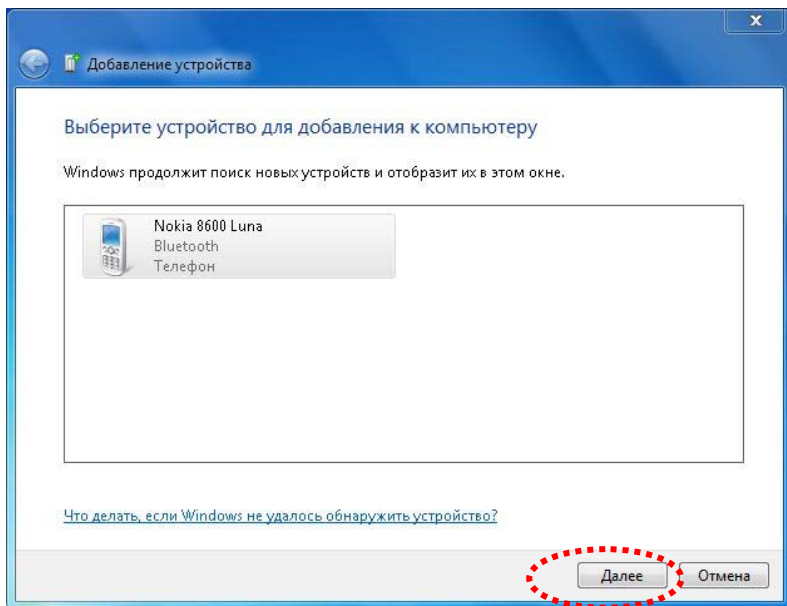 Добавление устройства
Выберите устройство для добавления к компьютеру
Windows продолжит поиск новых устройств и отобразит их в этом окне.
Nokia 8600 Luna
Bluetooth
Телефон
Что делать, если Windows не удалось обнаружить устройство?
Далее Отмена